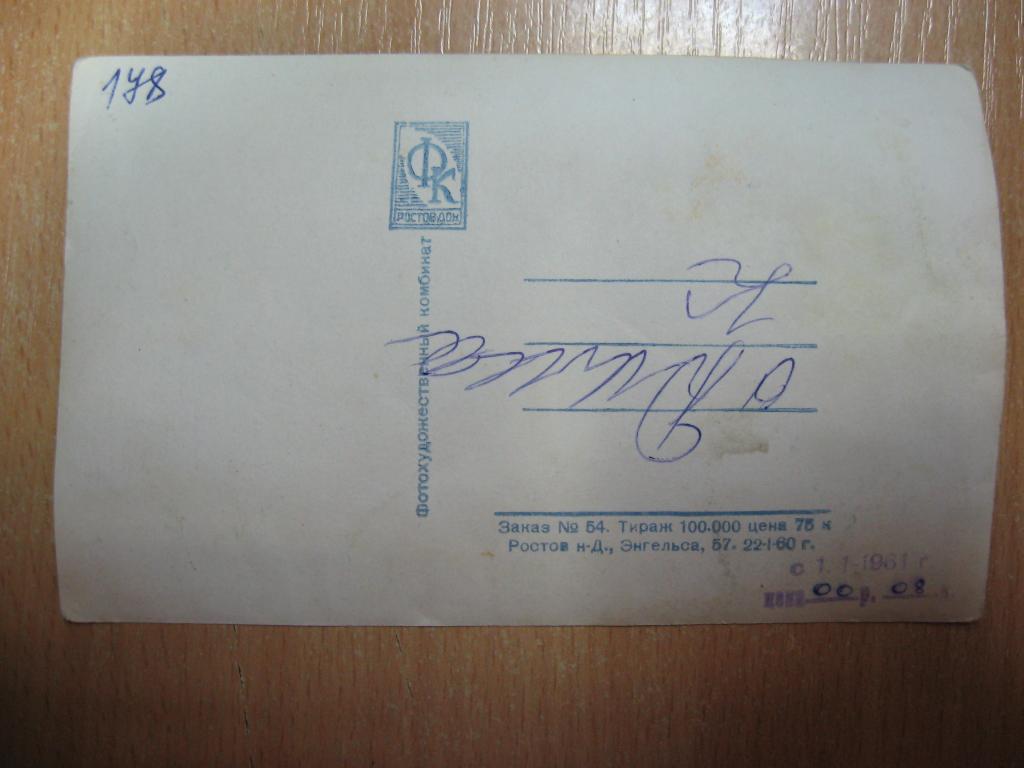 178
ФК
РОСТОВ ДОН
Фотохудожественный комбинат
Заказ № 54. Тираж 100.000 цена 75 к
Ростов н-Д., Энгельса, 57. 22-I-60 г.
с 1. 1-1961 г.
цена 00 р. 08 к.